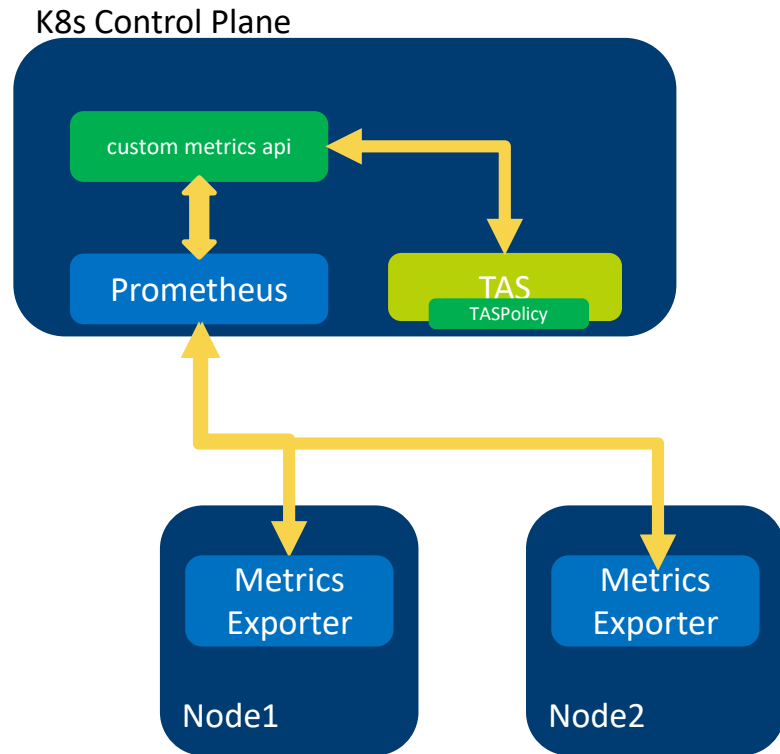 K8s Control Plane
custom metrics api
Prometheus
TAS
TASPolicy
Metrics
Exporter
Node1
Metrics
Exporter
Node2